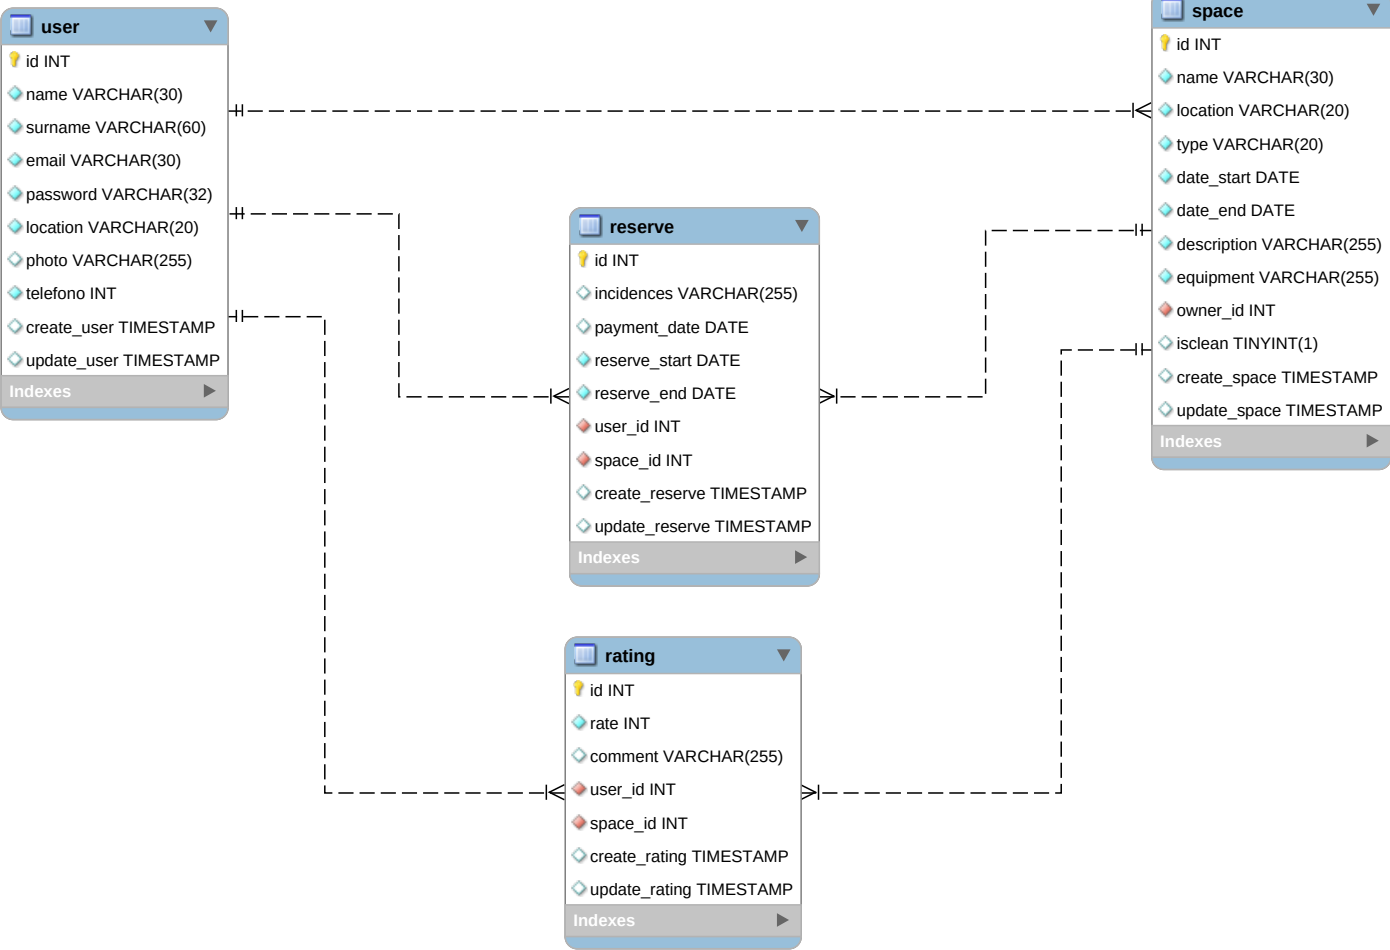 user
id INT
name VARCHAR(30)
surname VARCHAR(60)
email VARCHAR(30)
password VARCHAR(32)
location VARCHAR(20)
photo VARCHAR(255)
telefono INT
create_user TIMESTAMP
update_user TIMESTAMP
Indexes
space
id INT
name VARCHAR(30)
location VARCHAR(20)
type VARCHAR(20)
date_start DATE
date_end DATE
description VARCHAR(255)
equipment VARCHAR(255)
owner_id INT
isclean TINYINT(1)
create_space TIMESTAMP
update_space TIMESTAMP
Indexes
reserve
id INT
incidences VARCHAR(255)
payment_date DATE
reserve_start DATE
reserve_end DATE
user_id INT
space_id INT
create_reserve TIMESTAMP
update_reserve TIMESTAMP
Indexes
rating
id INT
rate INT
comment VARCHAR(255)
user_id INT
space_id INT
create_rating TIMESTAMP
update_rating TIMESTAMP
Indexes